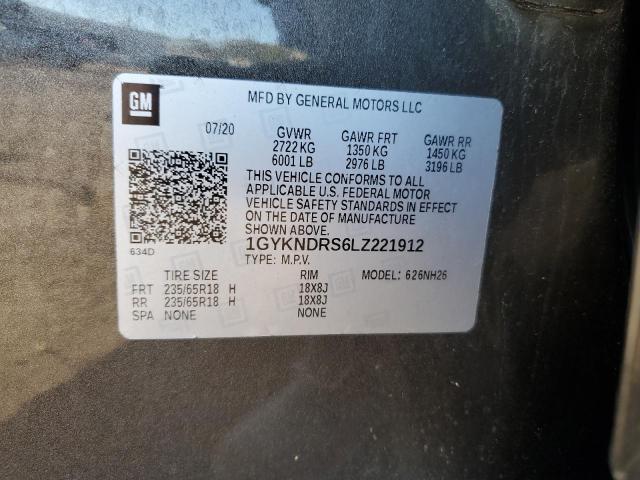 GM
MFD BY GENERAL MOTORS LLC
07/20 GVWR GAWR FRT GAWR RR
2722 KG 1350 KG 1450 KG
6001 LB 2976 LB 3196 LB
THIS VEHICLE CONFORMS TO ALL
APPLICABLE U.S. FEDERAL MOTOR
VEHICLE SAFETY STANDARDS IN EFFECT
ON THE DATE OF MANUFACTURE
SHOWN ABOVE.
1GYKNDRS6LZ221912
634D
TYPE: M.P.V.
TIRE SIZE RIM MODEL: 626NH26
FRT 235/65R18 H 18X8J
RR 235/65R18 H 18X8J
SPA NONE NONE